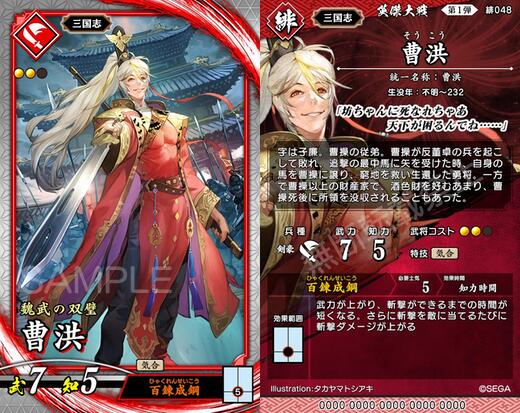 三国志
SAMPLE
魏武の双璧
曹洪
気合
武7 知5
ひゃくれんせいこう
百錬成鋼
5
緋
三国志
英傑大戦
第1弾
緋048
そう こう
曹洪
統一名称:曹洪
生没年:不明〜232
「坊ちゃんに死なれちゃあ
天下が困るんでね……」
字は子廉。曹操の従弟。曹操が反董卓の兵を起こ
して敗れ、追撃の最中馬に矢を受けた時、自身の
馬を曹操に譲り、窮地を救い生還した勇将。一方
で曹操以上の財産家で、酒色財を好むあまり、曹
操死後に所領を没収されることもあった。
兵種 武力 知力 武将コスト
剣豪 7 5
特技 気合
ひゃくれんせいこう 必要士気 効果時間
百錬成鋼 5 知力時間
効果範囲
武力が上がり、斬撃ができるまでの時間が
短くなる。さらに斬撃を敵に当てるたびに
斬撃ダメージが上がる
Illustration:タカヤマトシアキ
©SEGA
0000 0000 0000 0000 0000